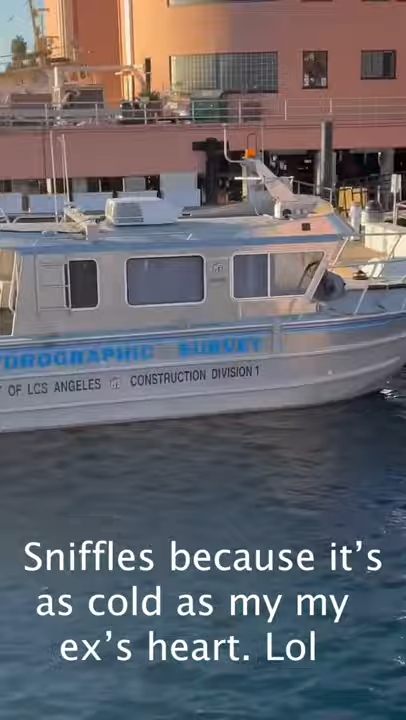 YDROGRAPHIC SURVEY
OF LOS ANGELES CONSTRUCTION DIVISION 1
Sniffles because it’s
as cold as my my
ex’s heart. Lol